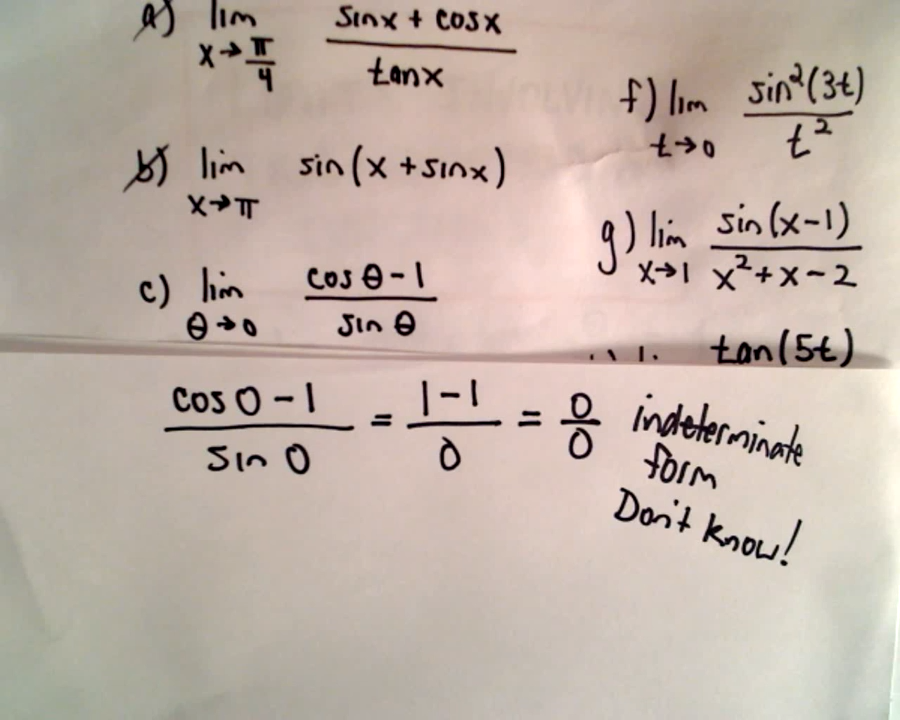 a) lim x→π/4 (sinx + cosx)/tanx
b) lim x→π sin(x + sinx)
c) lim θ→0 (cos θ - 1)/sin θ
f) lim t→0 sin²(3t)/t²
g) lim x→1 sin(x-1)/(x²+x-2)
tan(5t)
(cos 0 - 1)/sin 0 = (1-1)/0 = 0/0 indeterminate
form
Don't know!